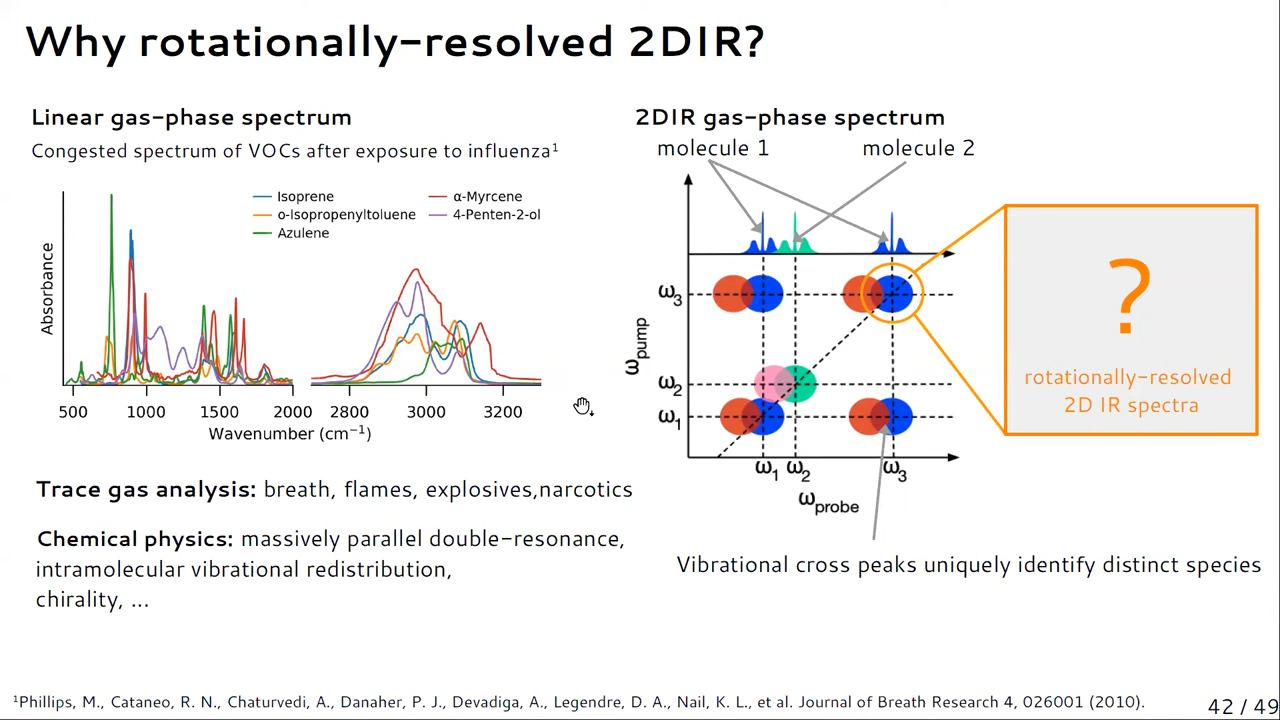 Why rotationally-resolved 2DIR?
Linear gas-phase spectrum
Congested spectrum of VOCs after exposure to influenza¹
Isoprene
o-Isopropenyltoluene
Azulene
α-Myrcene
4-Penten-2-ol
Absorbance
500 1000 1500 2000 2800 3000 3200
Wavenumber (cm⁻¹)
Trace gas analysis: breath, flames, explosives,narcotics
Chemical physics: massively parallel double-resonance,
intramolecular vibrational redistribution,
chirality, ...
2DIR gas-phase spectrum
molecule 1 molecule 2
ω₃
ω₂
ω₁
ωpump
ω₁ ω₂ ω₃
ωprobe
?
rotationally-resolved
2D IR spectra
Vibrational cross peaks uniquely identify distinct species
¹Phillips, M., Cataneo, R. N., Chaturvedi, A., Danaher, P. J., Devadiga, A., Legendre, D. A., Nail, K. L., et al. Journal of Breath Research 4, 026001 (2010).
42 / 49